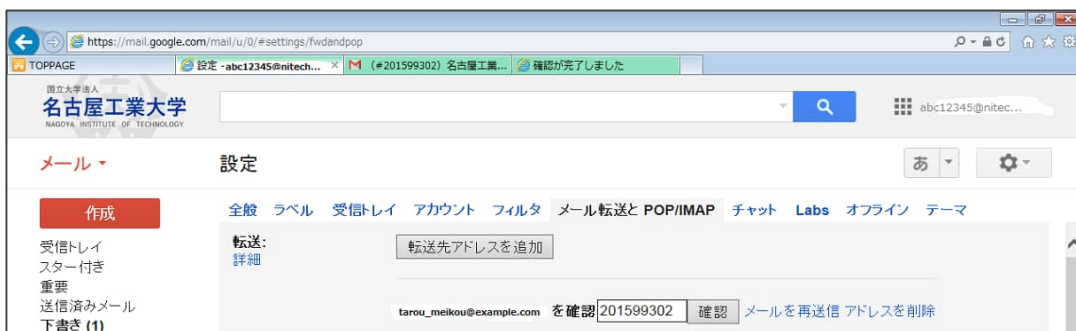 https://mail.google.com/mail/u/0/#settings/fwdandpop
TOPPAGE
設定 -abc12345@nitech... ×
(#201599302) 名古屋工業...
確認が完了しました
国立大学法人
名古屋工業大学
NAGOYA INSTITUTE OF TECHNOLOGY
abc12345@nitec...
メール
設定
あ
作成
全般 ラベル 受信トレイ アカウント フィルタ メール転送と POP/IMAP チャット Labs オフライン テーマ
受信トレイ
スター付き
重要
送信済みメール
下書き (1)
転送:
詳細
転送先アドレスを追加
tarou_meikou@example.com を確認 201599302 確認 メールを再送信 アドレスを削除